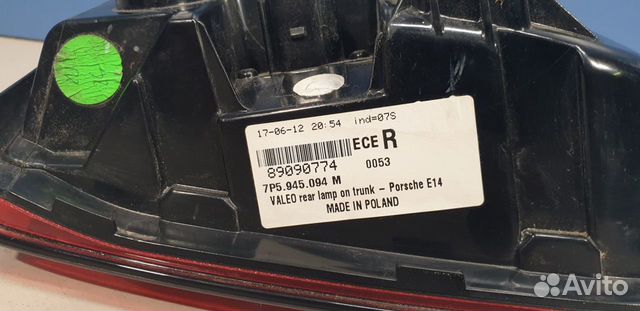 17-06-12 20:54 ind=07S
ECE R
89090774 0053
7P5.945.094 M
VALEO rear lamp on trunk - Porsche E14
MADE IN POLAND
Avito